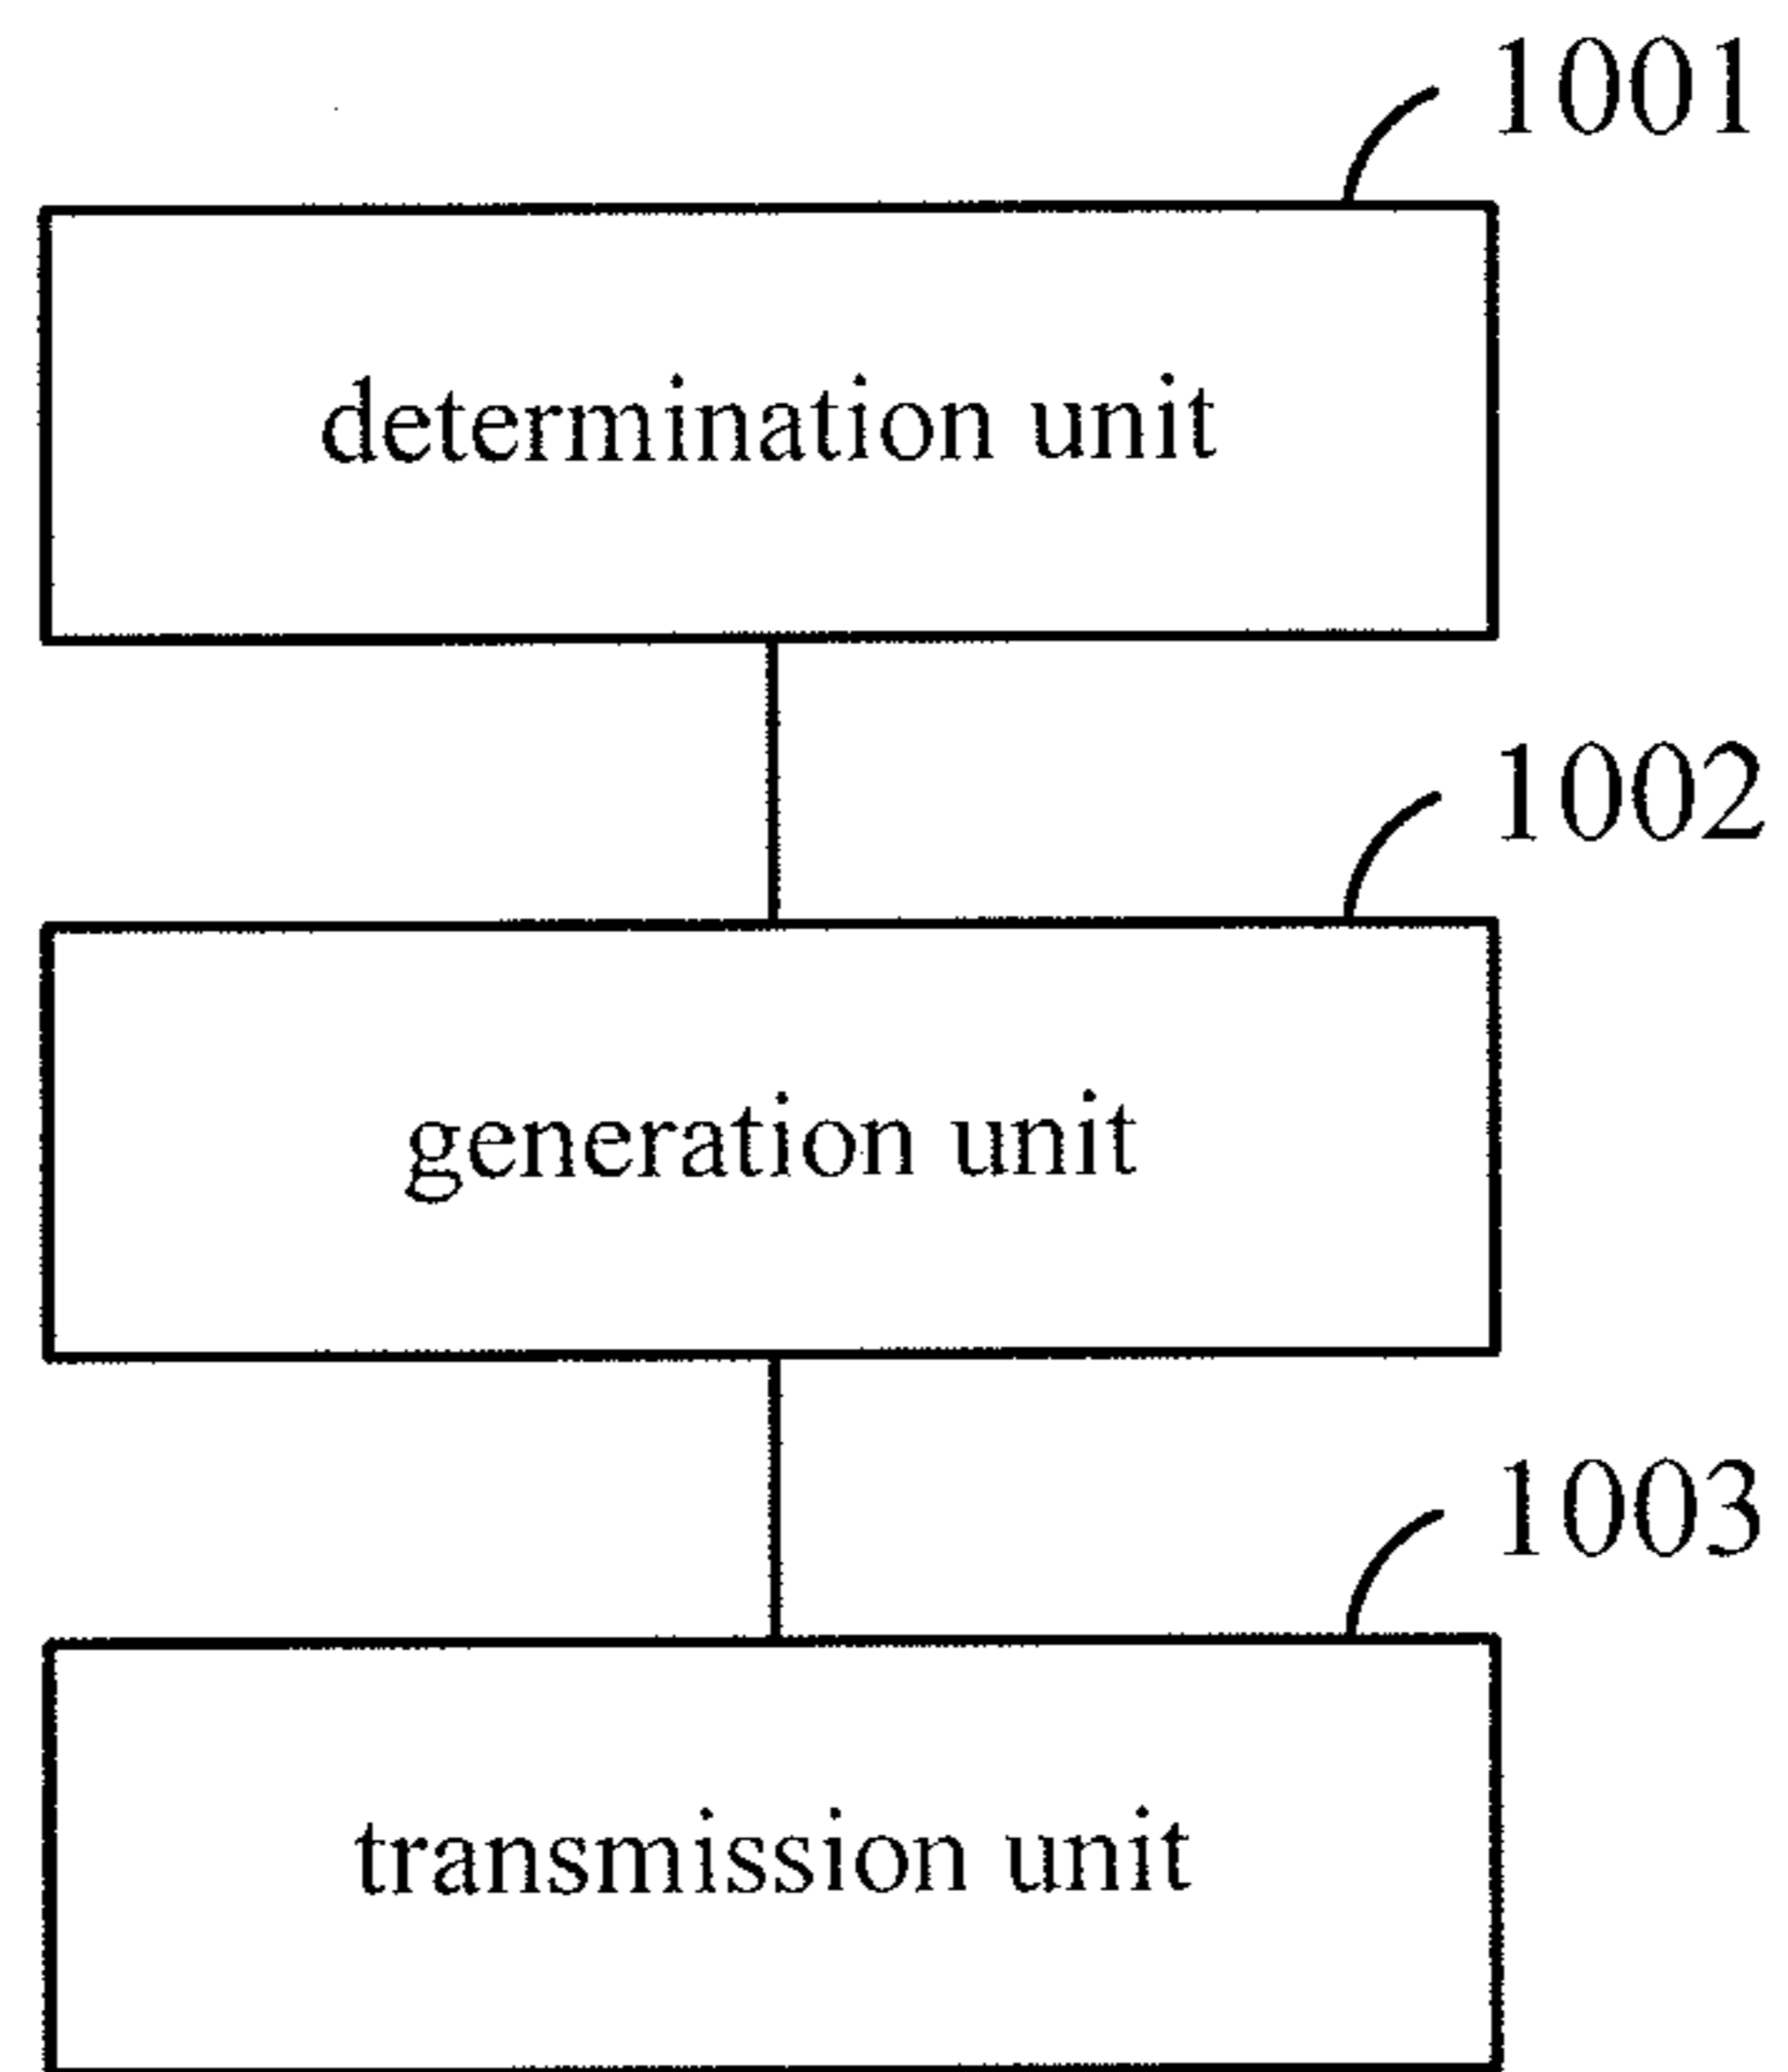 1001
determination unit
1002
generation unit
1003
transmission unit